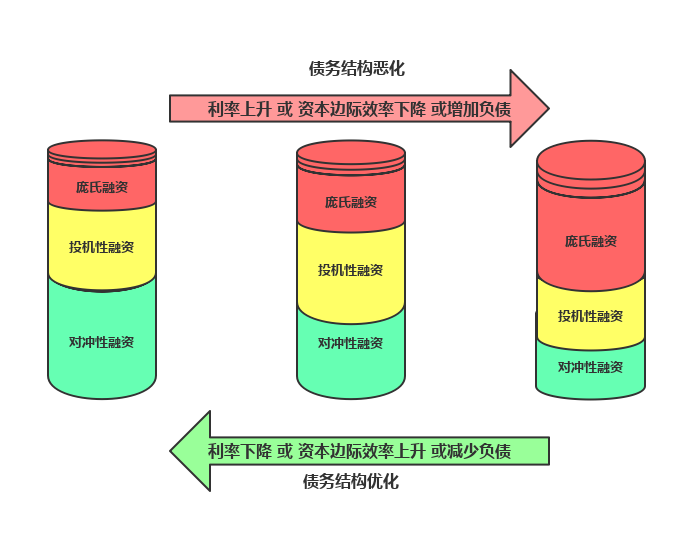 债务结构恶化
利率上升 或 资本边际效率下降 或增加负债
庞氏融资
投机性融资
对冲性融资
庞氏融资
投机性融资
对冲性融资
庞氏融资
投机性融资
对冲性融资
利率下降 或 资本边际效率上升 或减少负债
债务结构优化